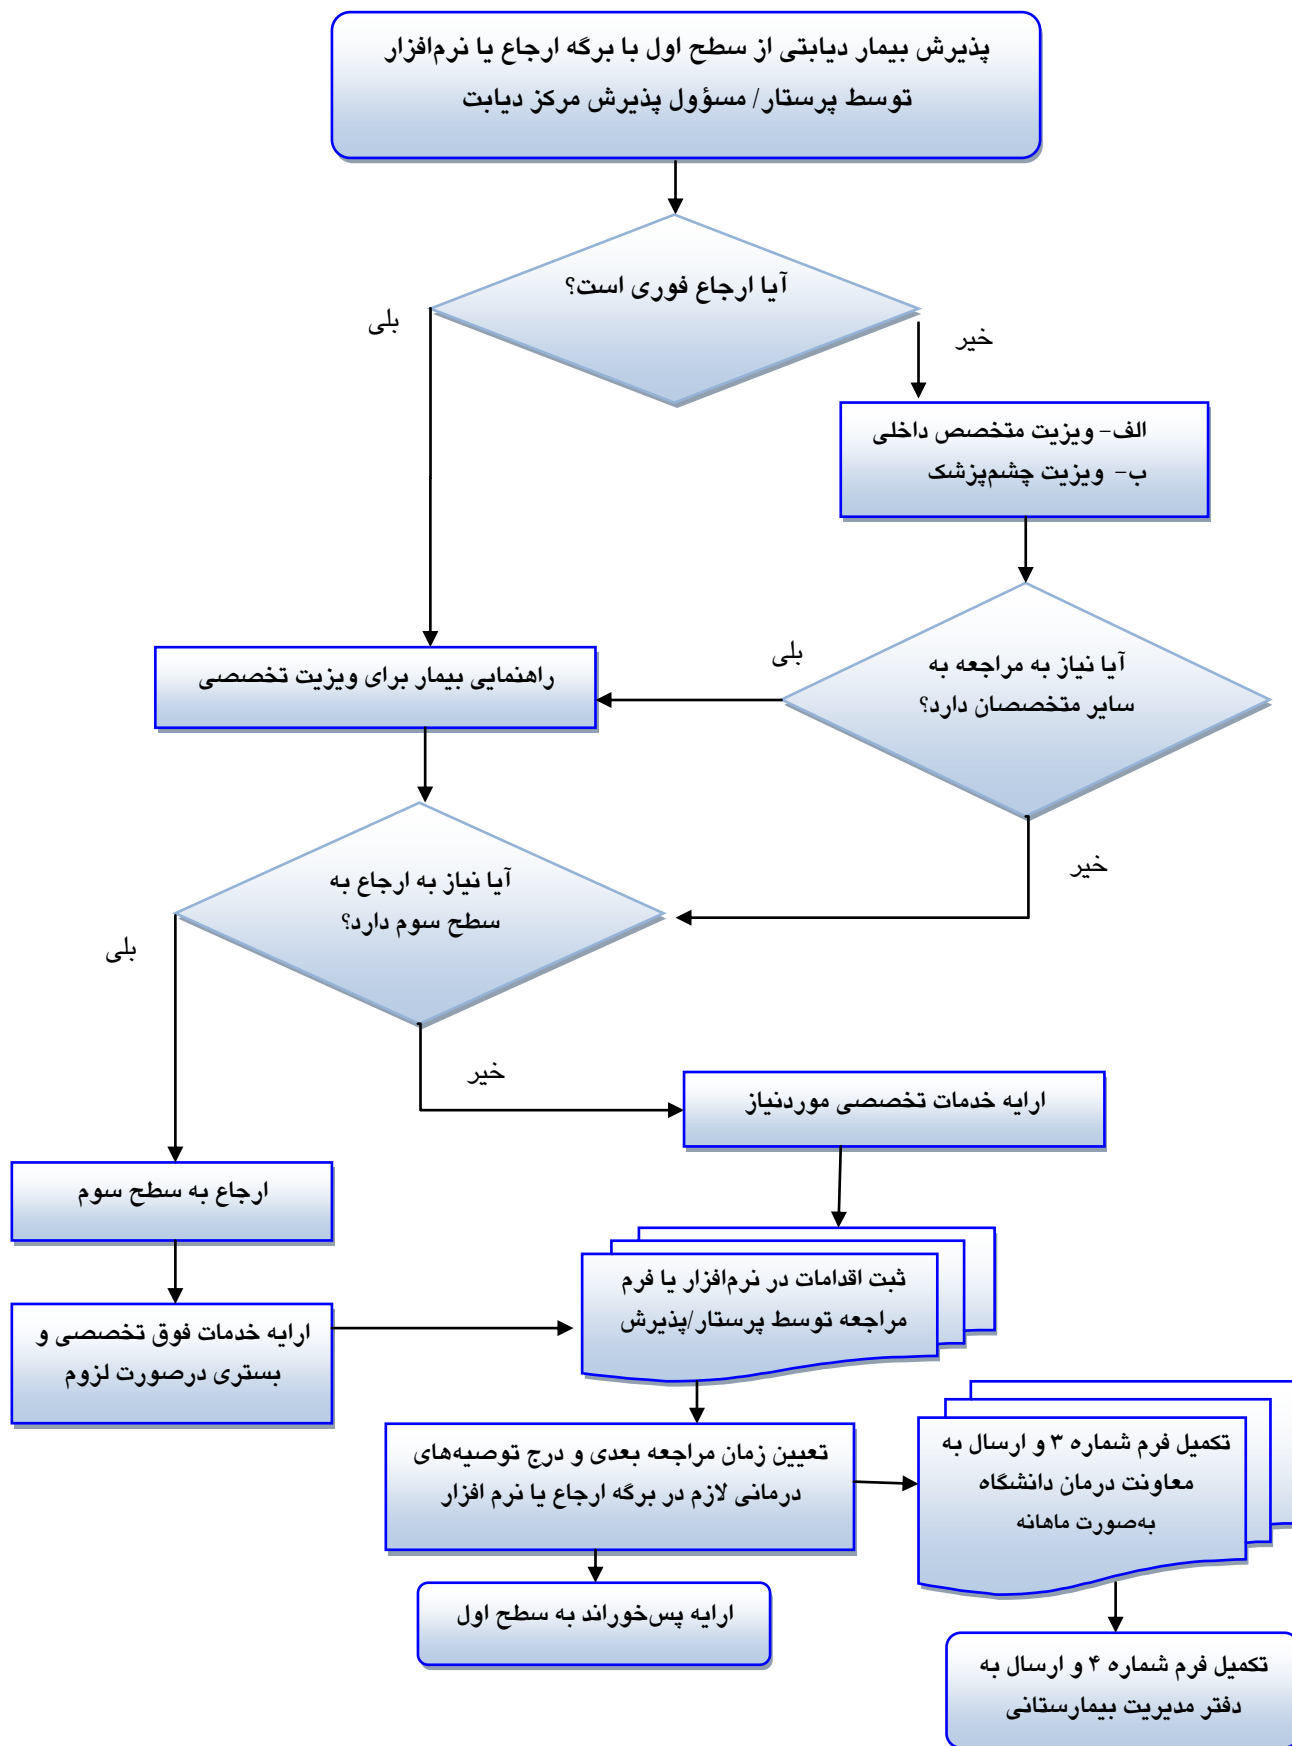 پذیرش بیمار دیابتی از سطح اول با برگه ارجاع یا نرم‌افزار
توسط پرستار/ مسؤول پذیرش مرکز دیابت
آیا ارجاع فوری است؟
بلی
خیر
الف- ویزیت متخصص داخلی
ب- ویزیت چشم‌پزشک
آیا نیاز به مراجعه به
سایر متخصصان دارد؟
بلی
راهنمایی بیمار برای ویزیت تخصصی
خیر
آیا نیاز به ارجاع به
سطح سوم دارد؟
بلی
خیر
ارایه خدمات تخصصی موردنیاز
ارجاع به سطح سوم
ثبت اقدامات در نرم‌افزار یا فرم
مراجعه توسط پرستار/پذیرش
ارایه خدمات فوق تخصصی و
بستری درصورت لزوم
تعیین زمان مراجعه بعدی و درج توصیه‌های
درمانی لازم در برگه ارجاع یا نرم افزار
تکمیل فرم شماره ۳ و ارسال به
معاونت درمان دانشگاه
به‌صورت ماهانه
ارایه پس‌خوراند به سطح اول
تکمیل فرم شماره ۴ و ارسال به
دفتر مدیریت بیمارستانی